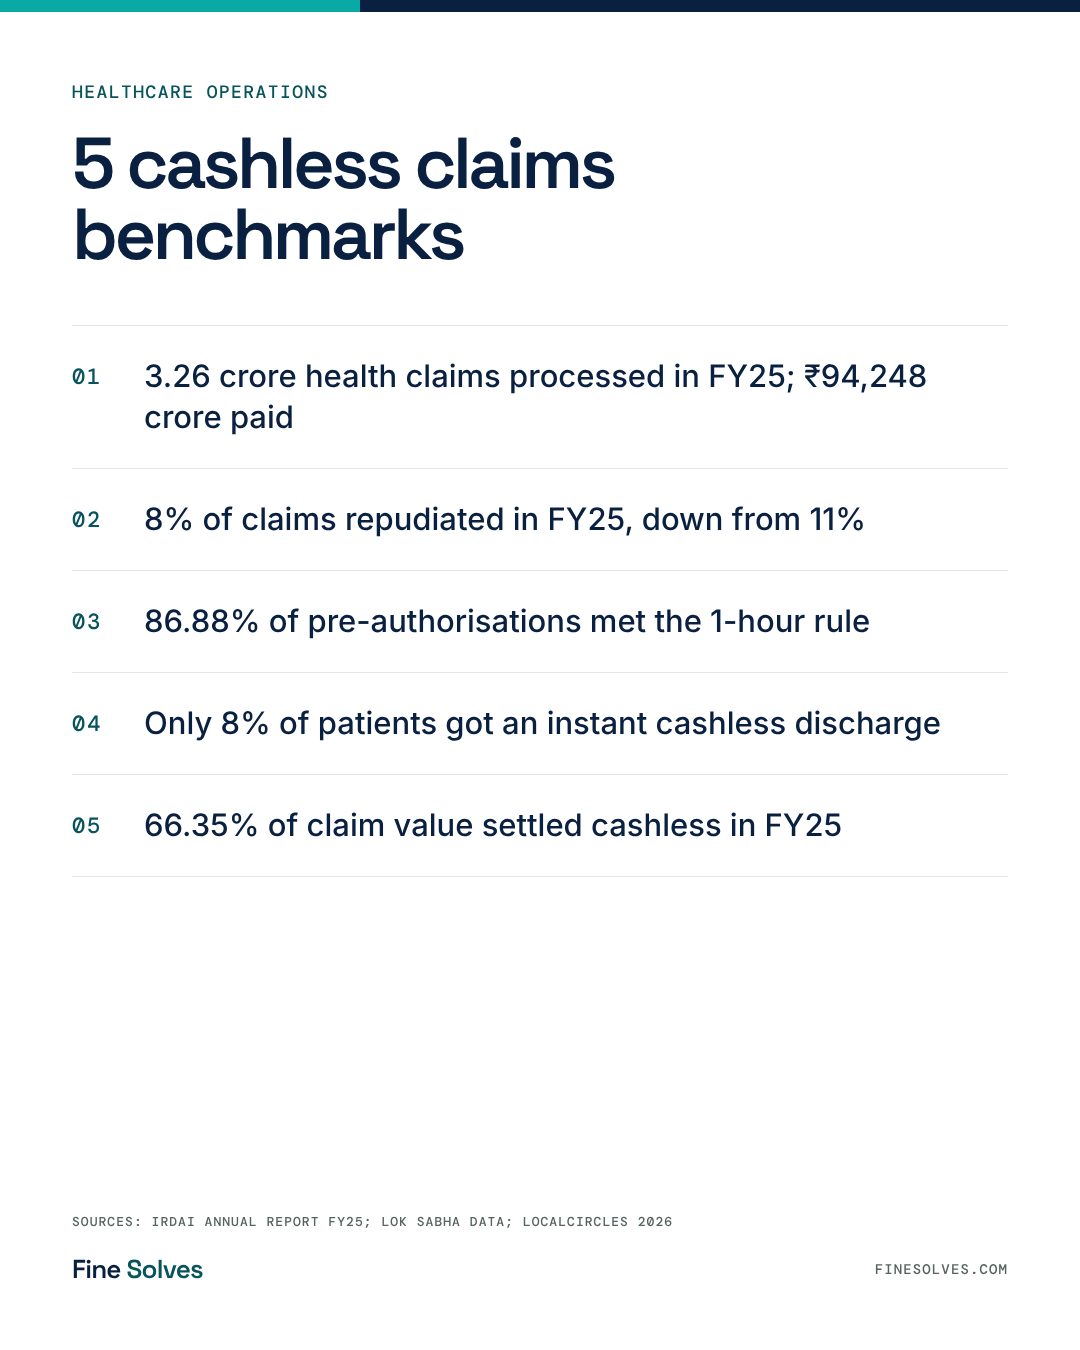 HEALTHCARE OPERATIONS
5 cashless claims
benchmarks
01 3.26 crore health claims processed in FY25; ₹94,248
crore paid
02 8% of claims repudiated in FY25, down from 11%
03 86.88% of pre-authorisations met the 1-hour rule
04 Only 8% of patients got an instant cashless discharge
05 66.35% of claim value settled cashless in FY25
SOURCES: IRDAI ANNUAL REPORT FY25; LOK SABHA DATA; LOCALCIRCLES 2026
Fine Solves
FINESOLVES.COM